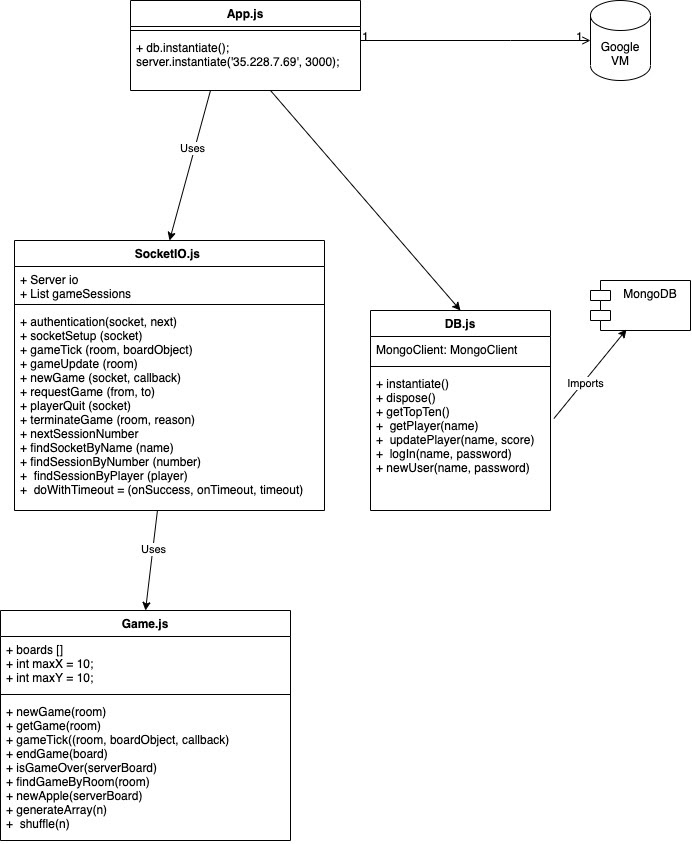 App.js
+ db.instantiate();
server.instantiate('35.228.7.69', 3000);
1
1
Google
VM
Uses
SocketIO.js
+ Server io
+ List gameSessions
+ authentication(socket, next)
+ socketSetup (socket)
+ gameTick (room, boardObject)
+ gameUpdate (room)
+ newGame (socket, callback)
+ requestGame (from, to)
+ playerQuit (socket)
+ terminateGame (room, reason)
+ nextSessionNumber
+ findSocketByName (name)
+ findSessionByNumber (number)
+ findSessionByPlayer (player)
+ doWithTimeout = (onSuccess, onTimeout, timeout)
DB.js
MongoClient: MongoClient
+ instantiate()
+ dispose()
+ getTopTen()
+ getPlayer(name)
+ updatePlayer(name, score)
+ logIn(name, password)
+ newUser(name, password)
MongoDB
Imports
Uses
Game.js
+ boards []
+ int maxX = 10;
+ int maxY = 10;
+ newGame(room)
+ getGame(room)
+ gameTick((room, boardObject, callback)
+ endGame(board)
+ isGameOver(serverBoard)
+ findGameByRoom(room)
+ newApple(serverBoard)
+ generateArray(n)
+ shuffle(n)